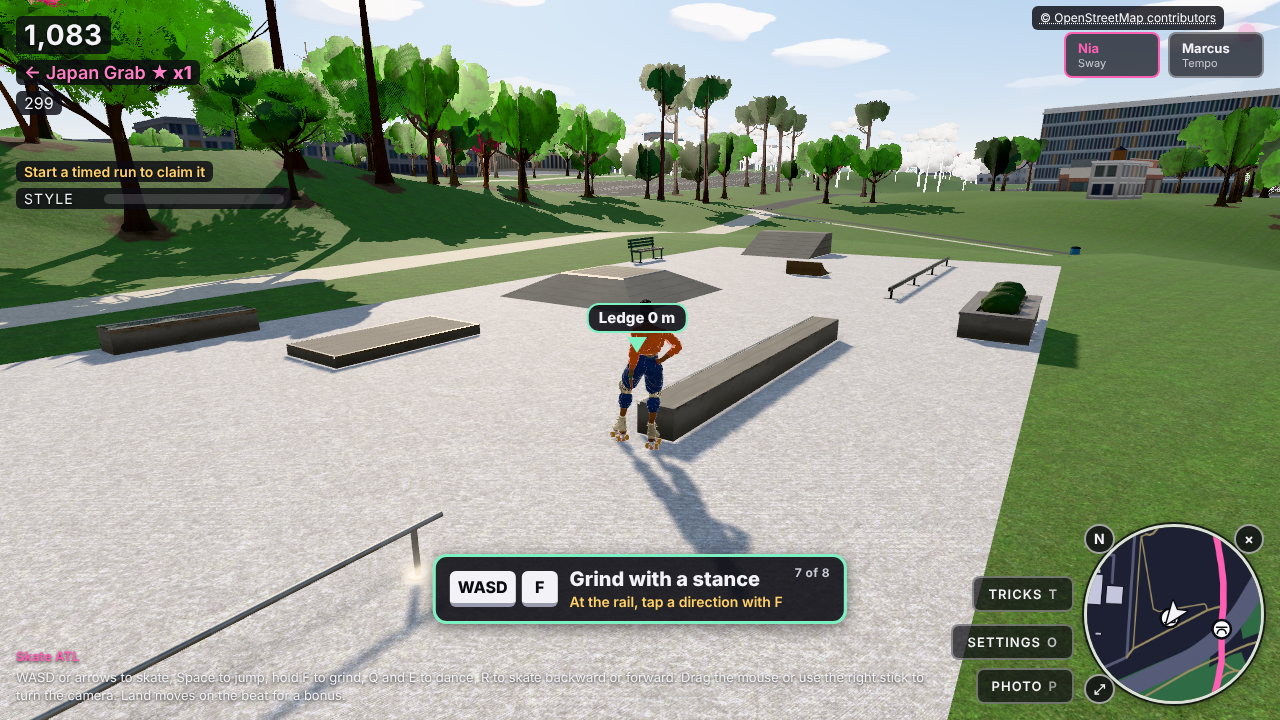 1,083
← Japan Grab ★ x1
299
Start a timed run to claim it
STYLE
© OpenStreetMap contributors
Nia
Sway
Marcus
Tempo
Ledge 0 m
WASD
F
Grind with a stance
7 of 8
At the rail, tap a direction with F
TRICKS T
SETTINGS O
PHOTO P
N
×
Skate ATL
WASD or arrows to skate, Space to jump, hold F to grind, Q and E to dance, R to skate backward or forward. Drag the mouse or use the right stick to
turn the camera. Land moves on the beat for a bonus.